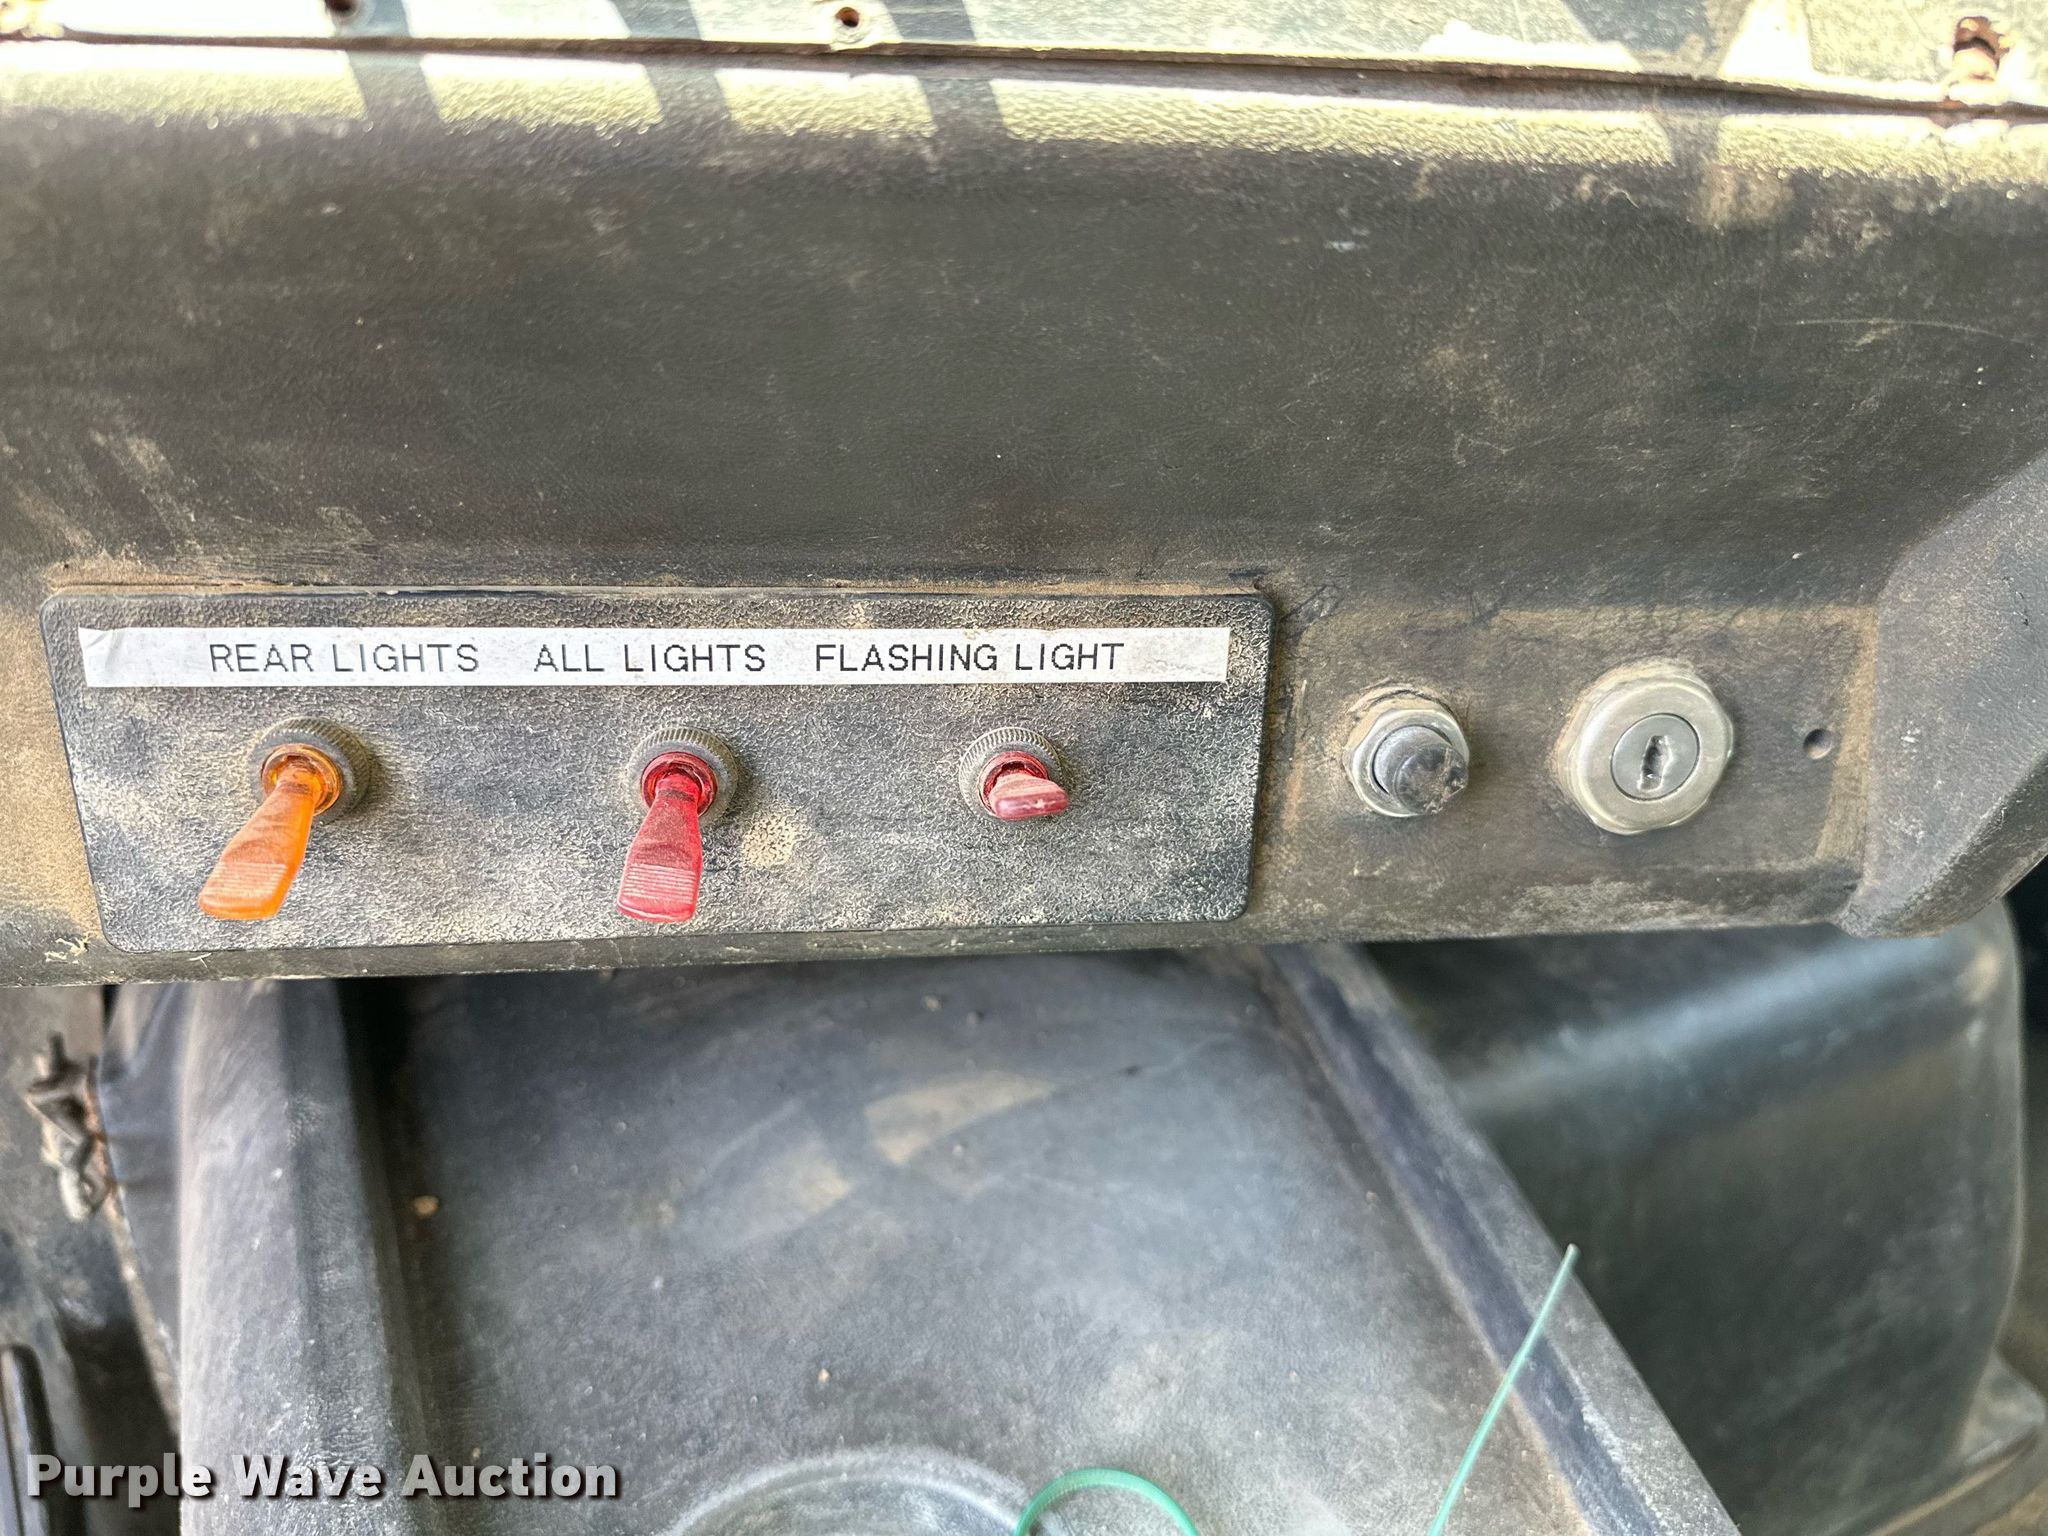 REAR LIGHTS ALL LIGHTS FLASHING LIGHT
Purple Wave Auction